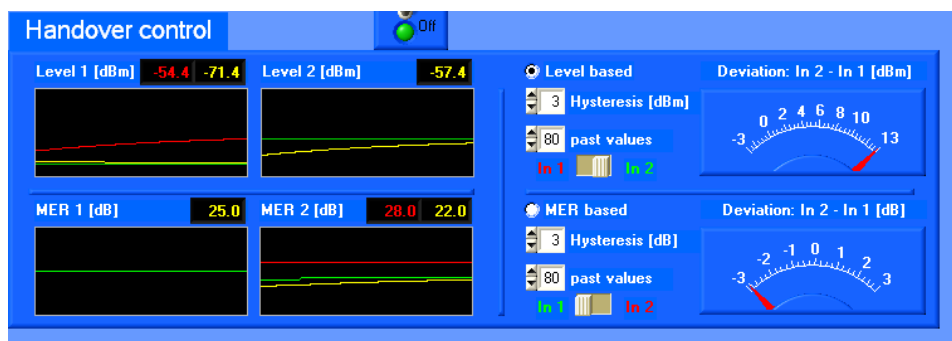 Handover control
Off
Level 1 [dBm] -54.4 -71.4
Level 2 [dBm] -57.4
Level based
3 Hysteresis [dBm]
80 past values
In 1 In 2
Deviation: In 2 - In 1 [dBm]
-3 0 2 4 6 8 10 13
MER 1 [dB] 25.0
MER 2 [dB] 28.0 22.0
MER based
3 Hysteresis [dB]
80 past values
In 1 In 2
Deviation: In 2 - In 1 [dB]
-3 -2 -1 0 1 2 3